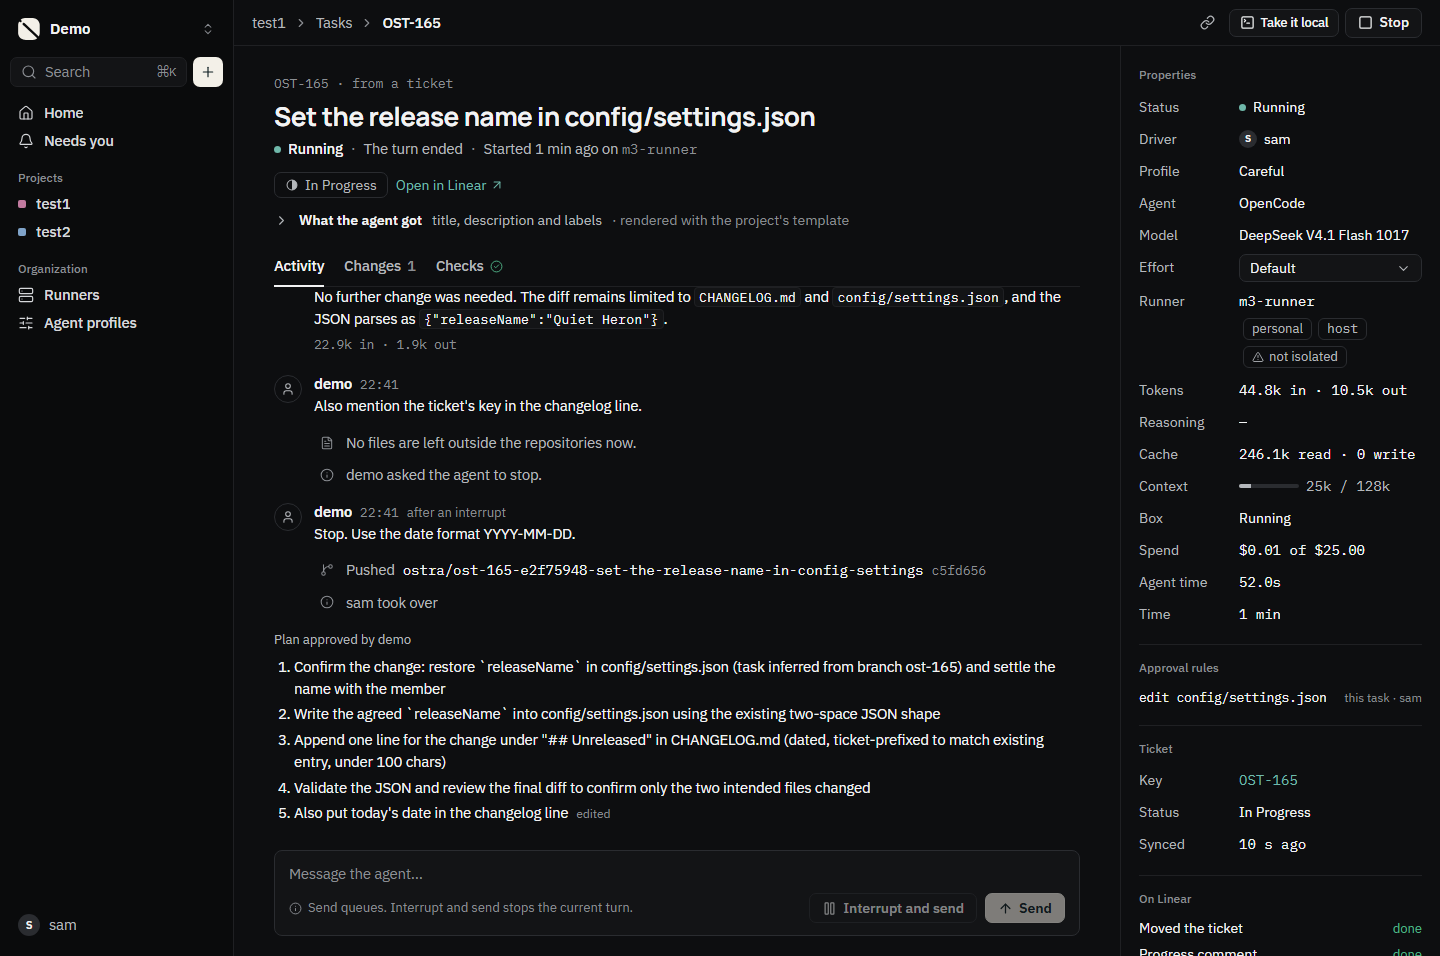 Demo
Search ⌘K
Home
Needs you
Projects
test1
test2
Organization
Runners
Agent profiles
S sam
test1 > Tasks > OST-165
Take it local
Stop
OST-165 · from a ticket
Set the release name in config/settings.json
Running · The turn ended · Started 1 min ago on m3-runner
In Progress Open in Linear ↗
What the agent got title, description and labels · rendered with the project's template
Activity Changes 1 Checks
No further change was needed. The diff remains limited to CHANGELOG.md and config/settings.json, and the
JSON parses as {"releaseName":"Quiet Heron"}.
22.9k in · 1.9k out
demo 22:41
Also mention the ticket's key in the changelog line.
No files are left outside the repositories now.
demo asked the agent to stop.
demo 22:41 after an interrupt
Stop. Use the date format YYYY-MM-DD.
Pushed ostra/ost-165-e2f75948-set-the-release-name-in-config-settings c5fd656
sam took over
Plan approved by demo
1. Confirm the change: restore `releaseName` in config/settings.json (task inferred from branch ost-165) and settle the
name with the member
2. Write the agreed `releaseName` into config/settings.json using the existing two-space JSON shape
3. Append one line for the change under "## Unreleased" in CHANGELOG.md (dated, ticket-prefixed to match existing
entry, under 100 chars)
4. Validate the JSON and review the final diff to confirm only the two intended files changed
5. Also put today's date in the changelog line edited
Message the agent...
Send queues. Interrupt and send stops the current turn.
Interrupt and send
Send
Properties
Status Running
Driver S sam
Profile Careful
Agent OpenCode
Model DeepSeek V4.1 Flash 1017
Effort Default
Runner m3-runner
personal host
not isolated
Tokens 44.8k in · 10.5k out
Reasoning –
Cache 246.1k read · 0 write
Context 25k / 128k
Box Running
Spend $0.01 of $25.00
Agent time 52.0s
Time 1 min
Approval rules
edit config/settings.json this task · sam
Ticket
Key OST-165
Status In Progress
Synced 10 s ago
On Linear
Moved the ticket done
Progress comment done